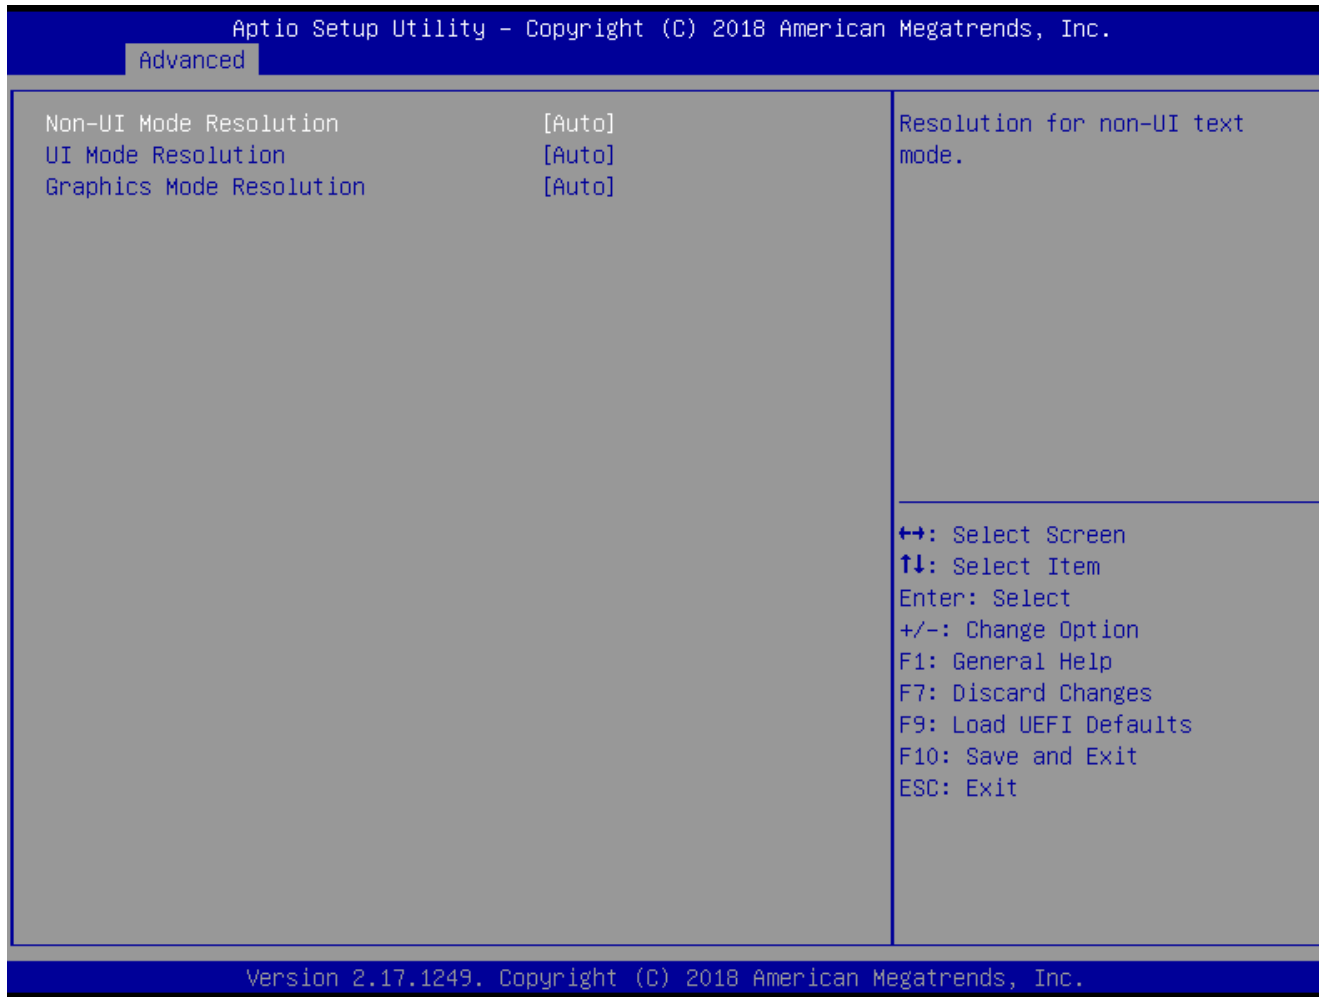 Aptio Setup Utility – Copyright (C) 2018 American Megatrends, Inc.
Advanced
Non-UI Mode Resolution [Auto]
UI Mode Resolution [Auto]
Graphics Mode Resolution [Auto]
Resolution for non-UI text
mode.
↔: Select Screen
↑↓: Select Item
Enter: Select
+/-: Change Option
F1: General Help
F7: Discard Changes
F9: Load UEFI Defaults
F10: Save and Exit
ESC: Exit
Version 2.17.1249. Copyright (C) 2018 American Megatrends, Inc.